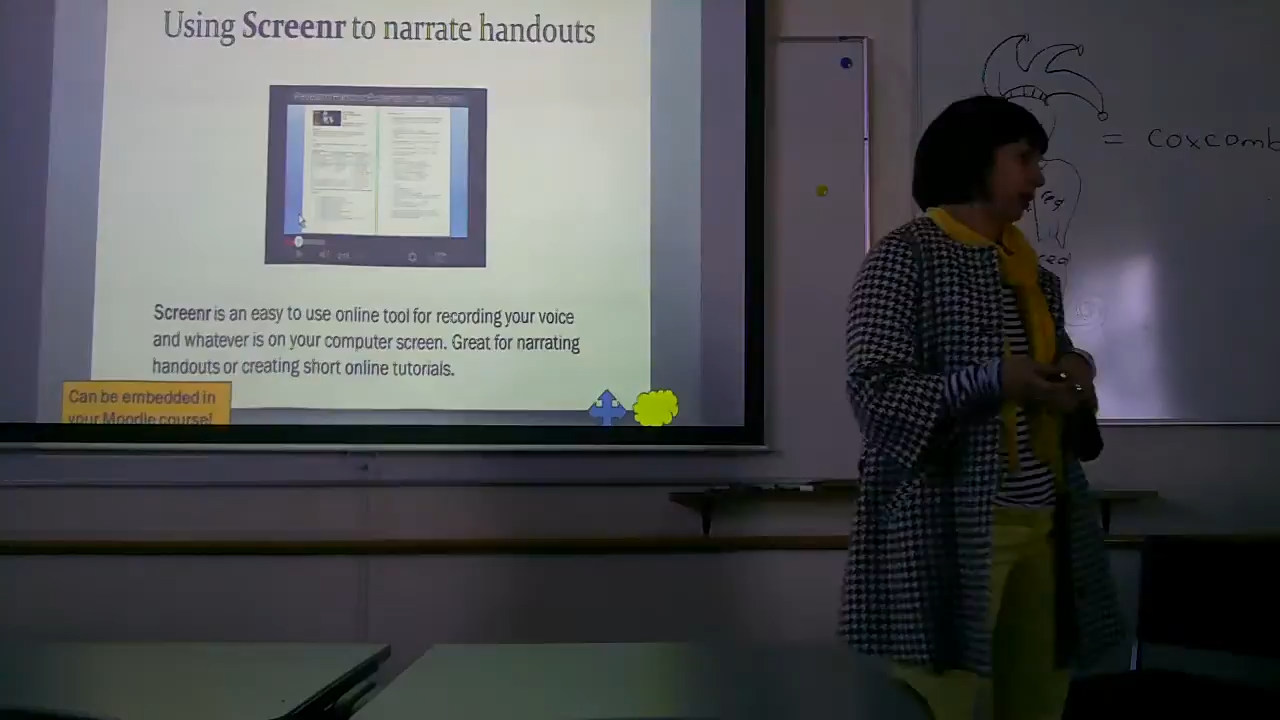 Using Screenr to narrate handouts
Screenr is an easy to use online tool for recording your voice
and whatever is on your computer screen. Great for narrating
handouts or creating short online tutorials.
Can be embedded in
your Moodle course!
= coxcomb
red
red